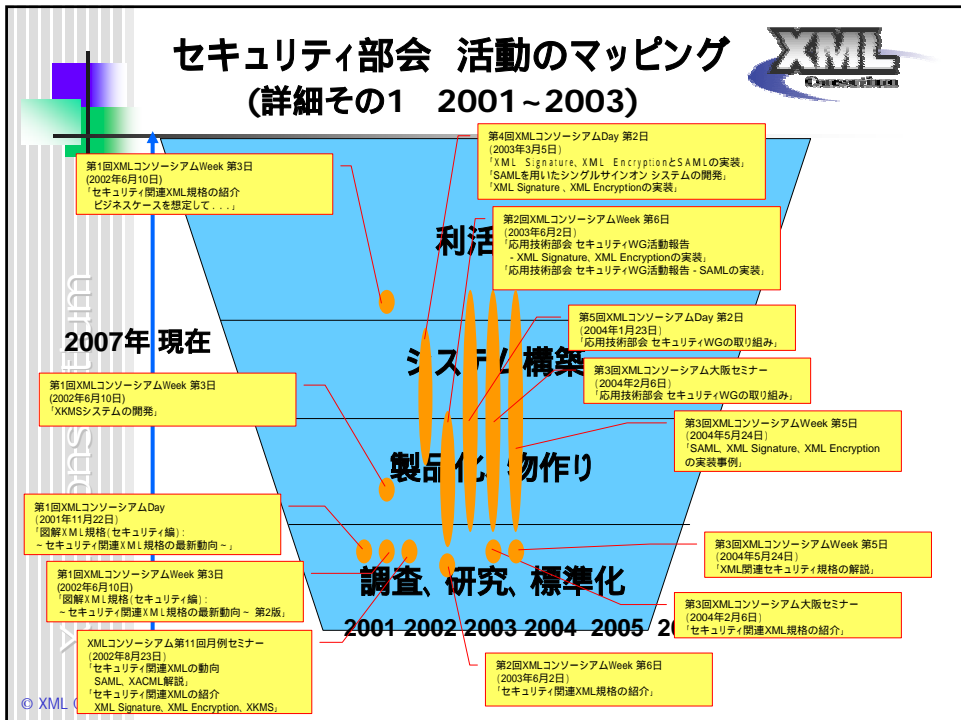 セキュリティ部会 活動のマッピング
(詳細その1 2001~2003)
XML
Consortium
第4回XMLコンソーシアムDay 第2日
(2003年3月5日)
「XML Signature、XML EncryptionとSAMLの実装」
「SAMLを用いたシングルサインオン システムの開発」
「XML Signature 、XML Encryptionの実装」
第1回XMLコンソーシアムWeek 第3日
(2002年6月10日)
「セキュリティ関連XML規格の紹介
ビジネスケースを想定して...」
第2回XMLコンソーシアムWeek 第6日
(2003年6月2日)
「応用技術部会 セキュリティWG活動報告
- XML Signature、XML Encryptionの実装」
「応用技術部会 セキュリティWG活動報告 - SAMLの実装」
利活
第5回XMLコンソーシアムDay 第2日
(2004年1月23日)
「応用技術部会 セキュリティWGの取り組み」
2007年 現在
システム構築
第3回XMLコンソーシアム大阪セミナー
(2004年2月6日)
「応用技術部会 セキュリティWGの取り組み」
第1回XMLコンソーシアムWeek 第3日
(2002年6月10日)
「XKMSシステムの開発」
第3回XMLコンソーシアムWeek 第5日
(2004年5月24日)
「SAML、XML Signature、XML Encryption
の実装事例」
製品化、物作り
第1回XMLコンソーシアムDay
(2001年11月22日)
「図解XML規格(セキュリティ編):
~セキュリティ関連XML規格の最新動向~」
第3回XMLコンソーシアムWeek 第5日
(2004年5月24日)
「XML関連セキュリティ規格の解説」
第1回XMLコンソーシアムWeek 第3日
(2002年6月10日)
「図解XML規格(セキュリティ編):
~セキュリティ関連XML規格の最新動向~ 第2版」
調査、研究、標準化
第3回XMLコンソーシアム大阪セミナー
(2004年2月6日)
「セキュリティ関連XML規格の紹介」
2001 2002 2003 2004 2005
XMLコンソーシアム第11回月例セミナー
(2002年8月23日)
「セキュリティ関連XMLの動向
SAML、XACML解説」
「セキュリティ関連XMLの紹介
XML Signature、XML Encryption、XKMS」
第2回XMLコンソーシアムWeek 第6日
(2003年6月2日)
「セキュリティ関連XML規格の紹介」
© XML